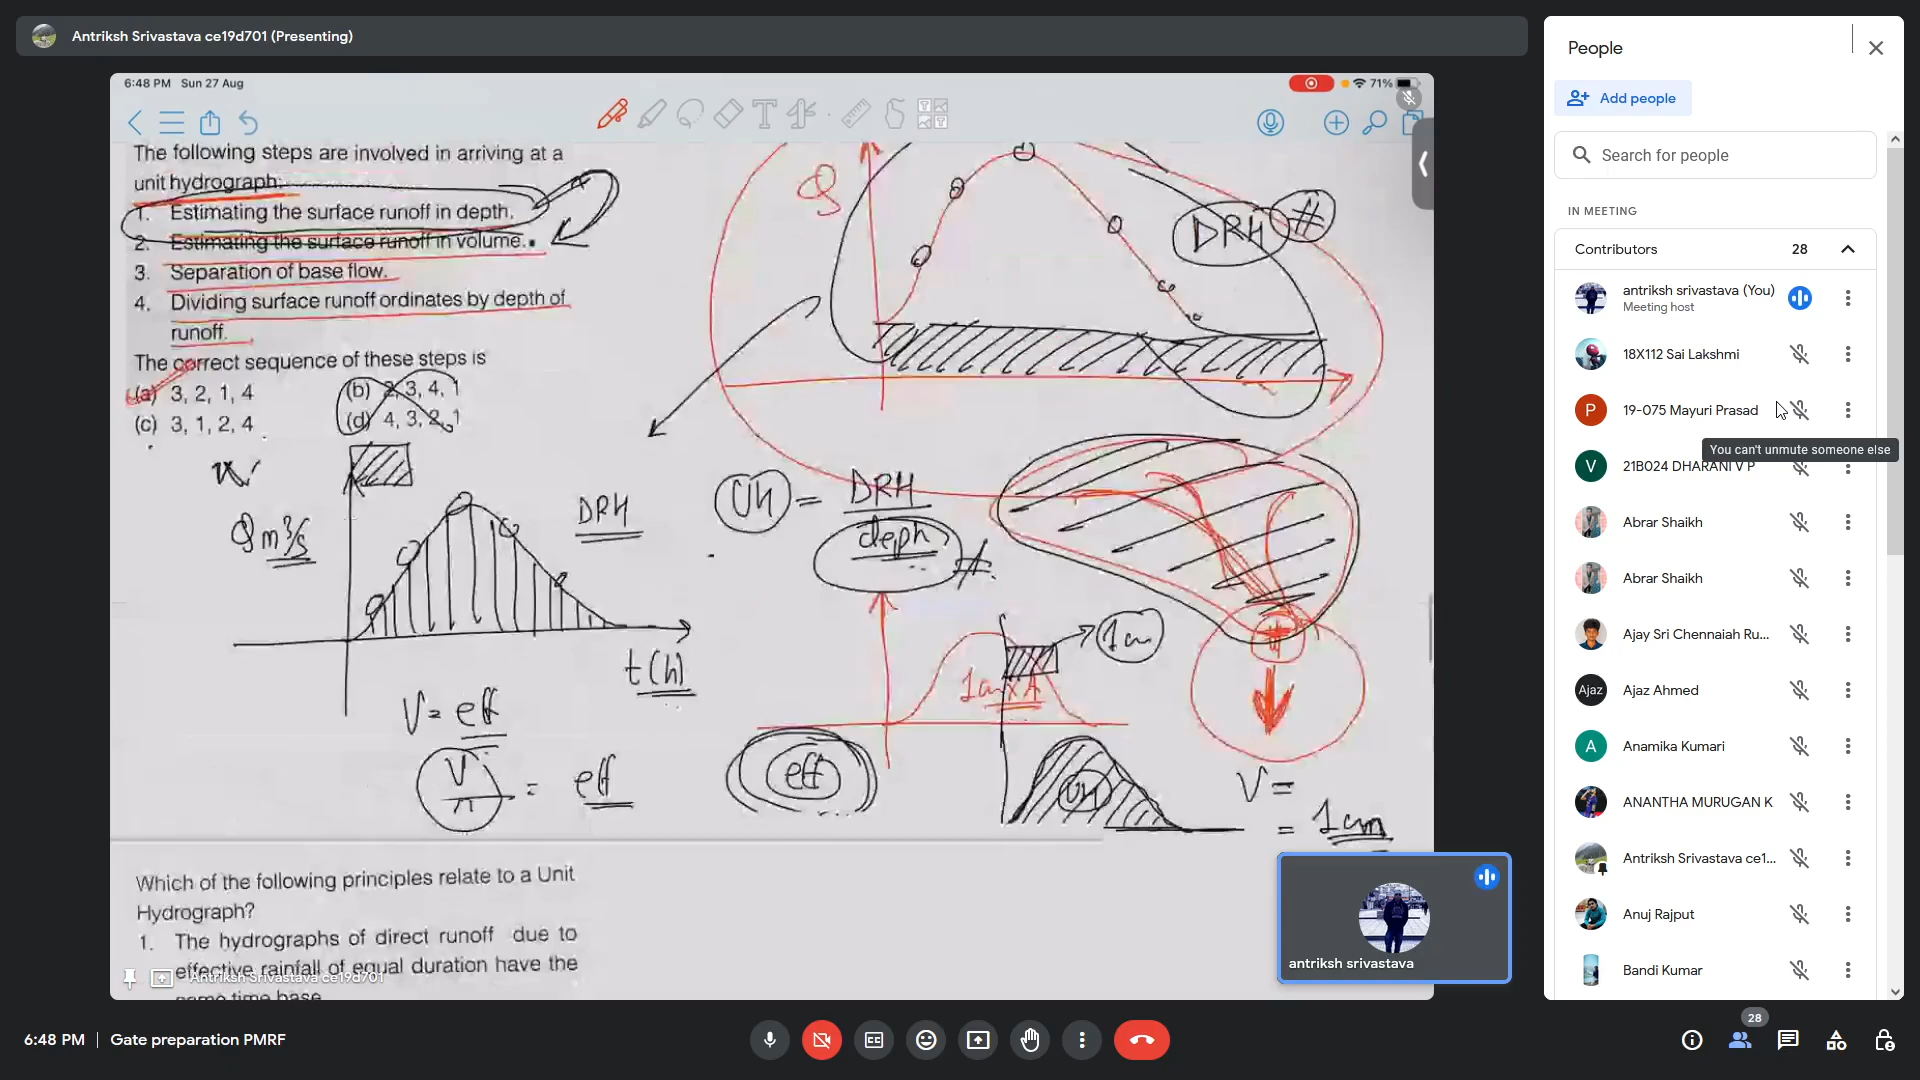 Antriksh Srivastava ce19d701 (Presenting)
6:48 PM Sun 27 Aug
71%
The following steps are involved in arriving at a
unit hydrograph:
1. Estimating the surface runoff in depth.
2. Estimating the surface runoff in volume.
3. Separation of base flow.
4. Dividing surface runoff ordinates by depth of
runoff.
The correct sequence of these steps is
(a) 3, 2, 1, 4
(b) 2, 3, 4, 1
(c) 3, 1, 2, 4
(d) 4, 3, 2, 1
Q
DRH #
Q m³/s
DRH
t(h)
V = eff
V
= eff
UH = DRH
deph #
1cm
1cm x A
eff
UH
V =
= 1cm
Which of the following principles relate to a Unit
Hydrograph?
1. The hydrographs of direct runoff due to
effective rainfall of equal duration have the
same time base
Antriksh Srivastava ce19d701
antriksh srivastava
People
Add people
Search for people
IN MEETING
Contributors 28
antriksh srivastava (You)
Meeting host
18X112 Sai Lakshmi
P 19-075 Mayuri Prasad
You can't unmute someone else
V 21B024 DHARANI V P
Abrar Shaikh
Abrar Shaikh
Ajay Sri Chennaiah Ru...
Ajaz Ajaz Ahmed
A Anamika Kumari
ANANTHA MURUGAN K
Antriksh Srivastava ce1...
Anuj Rajput
Bandi Kumar
6:48 PM | Gate preparation PMRF
28